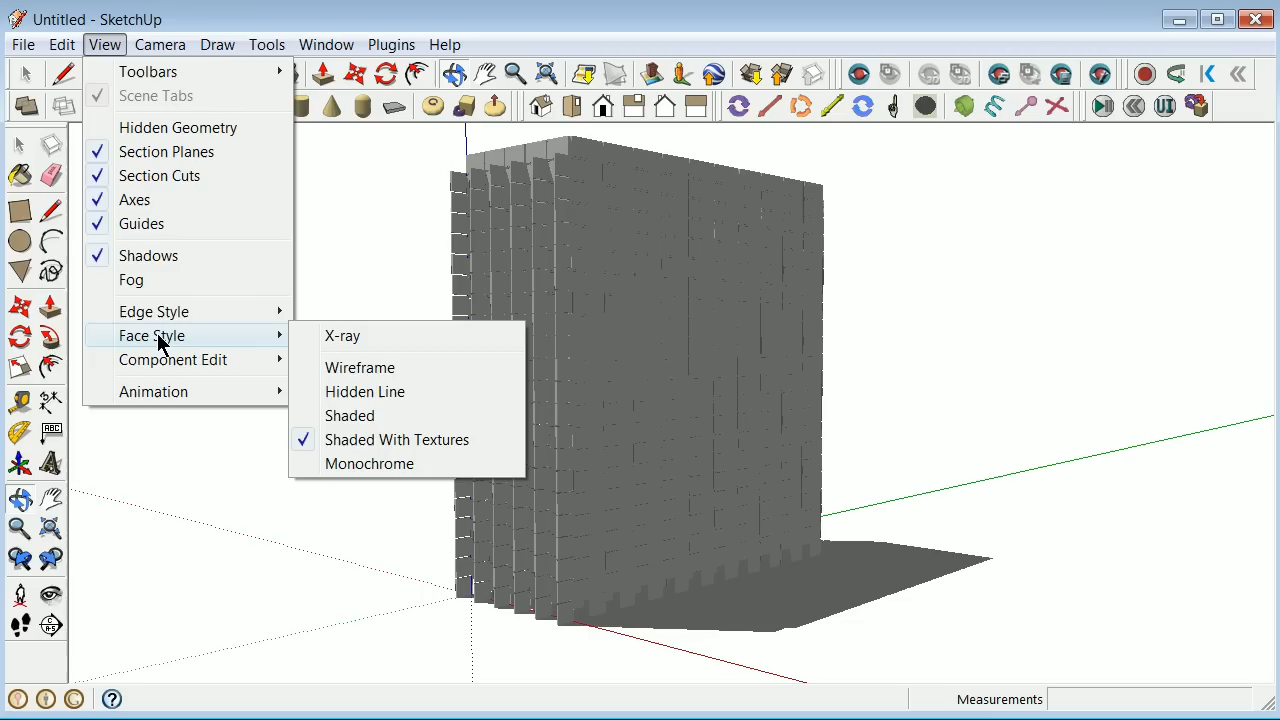 Untitled - SketchUp
File Edit View Camera Draw Tools Window Plugins Help
Toolbars
Scene Tabs
Hidden Geometry
Section Planes
Section Cuts
Axes
Guides
Shadows
Fog
Edge Style
Face Style
Component Edit
Animation
X-ray
Wireframe
Hidden Line
Shaded
Shaded With Textures
Monochrome
UI
ABC
A
Measurements